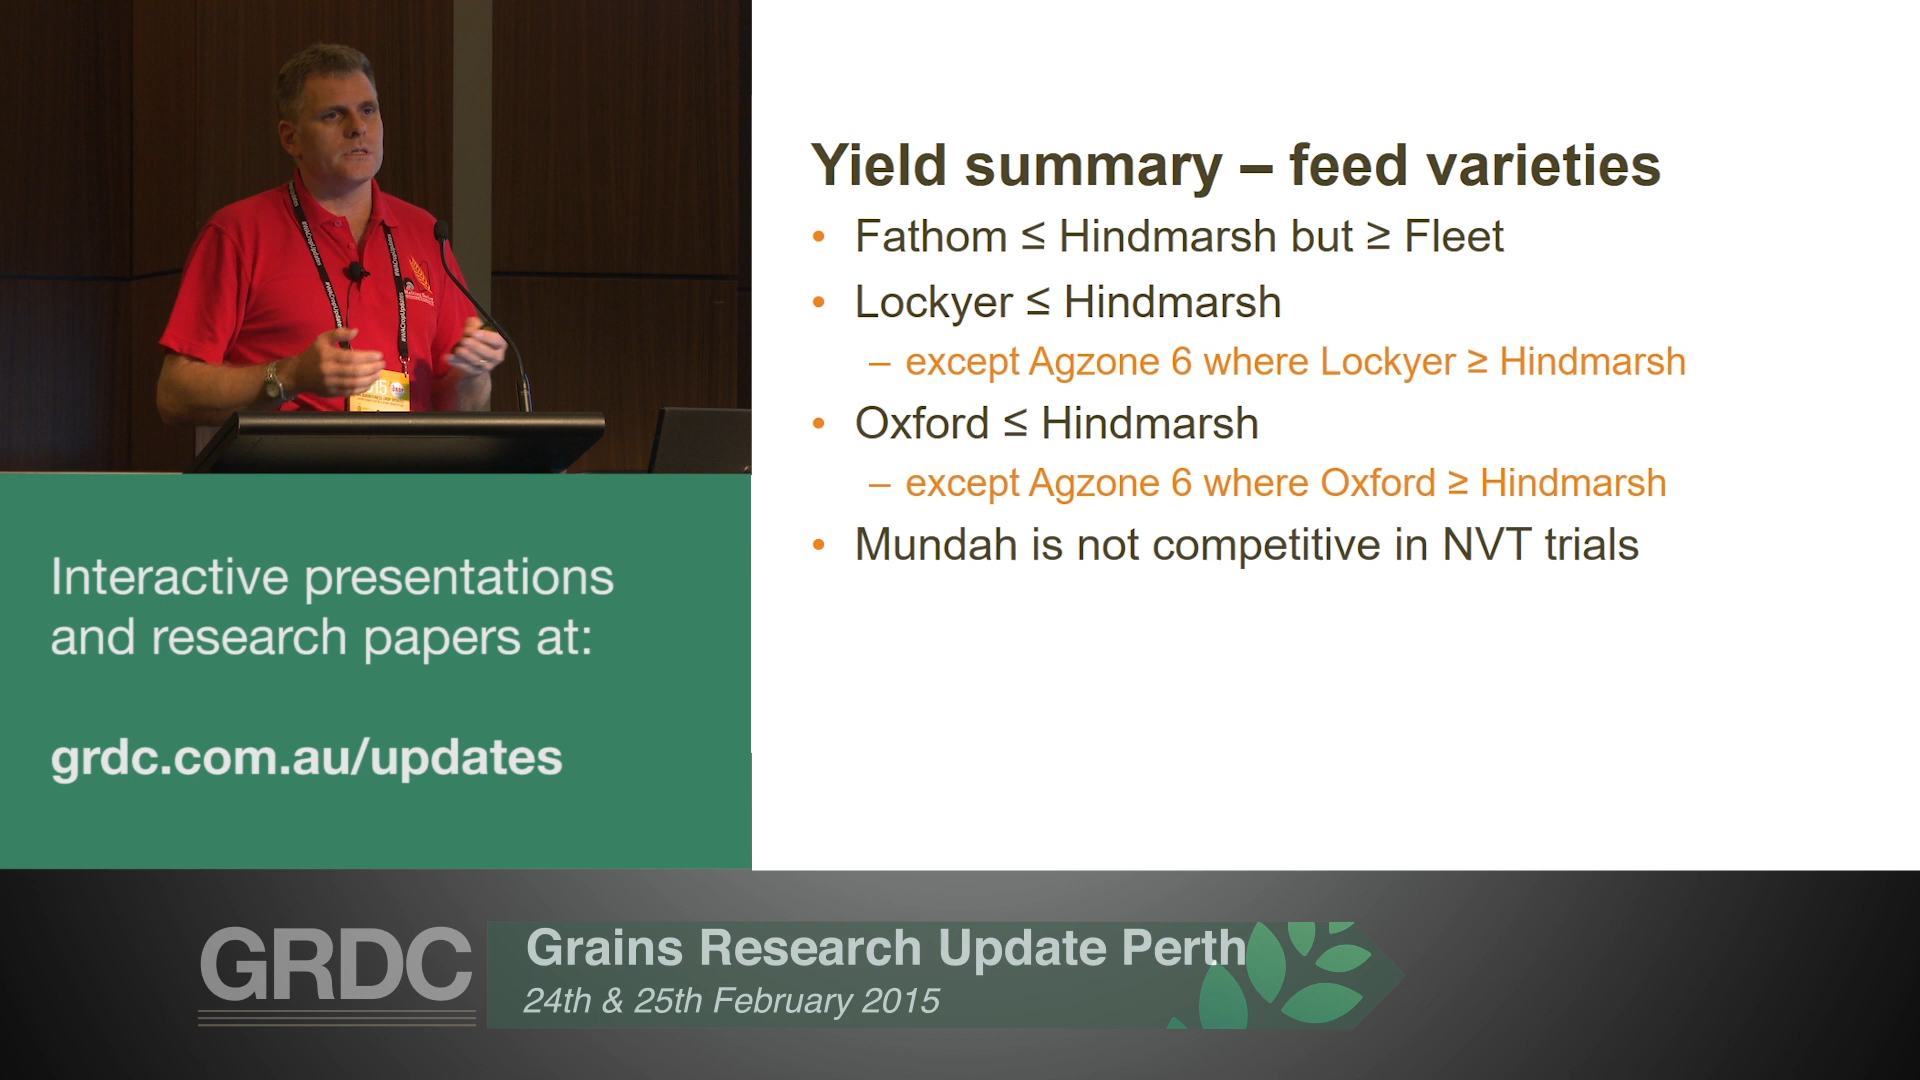 Yield summary – feed varieties
• Fathom ≤ Hindmarsh but ≥ Fleet
• Lockyer ≤ Hindmarsh
– except Agzone 6 where Lockyer ≥ Hindmarsh
• Oxford ≤ Hindmarsh
– except Agzone 6 where Oxford ≥ Hindmarsh
• Mundah is not competitive in NVT trials
Interactive presentations
and research papers at:
grdc.com.au/updates
GRDC
Grains Research Update Perth
24th & 25th February 2015